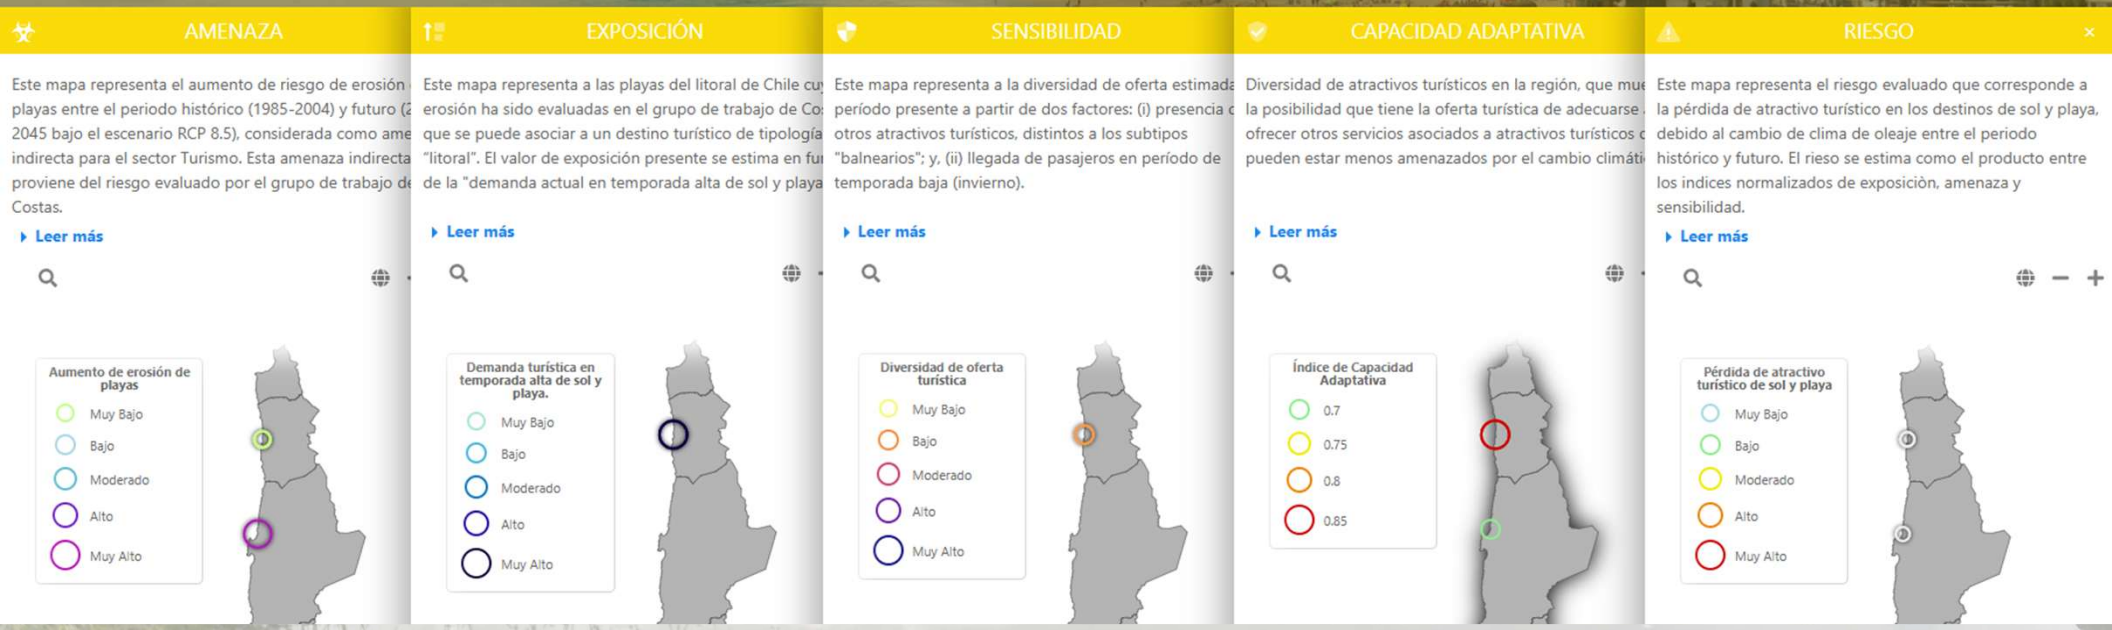 AMENAZA
Este mapa representa el aumento de riesgo de erosión
playas entre el periodo histórico (1985-2004) y futuro
2045 bajo el escenario RCP 8.5), considerada como
indirecta para el sector Turismo. Esta amenaza indirecta
proviene del riesgo evaluado por el grupo de trabajo
Costas.
Leer más
Aumento de erosión de
playas
Muy Bajo
Bajo
Moderado
Alto
Muy Alto
EXPOSICIÓN
Este mapa representa a las playas del litoral de Chile
erosión ha sido evaluadas en el grupo de trabajo de
que se puede asociar a un destino turístico de tipología
"litoral". El valor de exposición presente se estima en
de la "demanda actual en temporada alta de sol y playa
Leer más
Demanda turística en
temporada alta de sol y
playa.
Muy Bajo
Bajo
Moderado
Alto
Muy Alto
SENSIBILIDAD
Este mapa representa a la diversidad de oferta estimada
período presente a partir de dos factores: (i) presencia
otros atractivos turísticos, distintos a los subtipos
"balnearios"; y, (ii) llegada de pasajeros en período de
temporada baja (invierno).
Leer más
Diversidad de oferta
turística
Muy Bajo
Bajo
Moderado
Alto
Muy Alto
CAPACIDAD ADAPTATIVA
Diversidad de atractivos turísticos en la región, que
la posibilidad que tiene la oferta turística de adecuarse
ofrecer otros servicios asociados a atractivos turísticos
pueden estar menos amenazados por el cambio
Leer más
Índice de Capacidad
Adaptativa
0.7
0.75
0.8
0.85
RIESGO
×
Este mapa representa el riesgo evaluado que corresponde a
la pérdida de atractivo turístico en los destinos de sol y playa,
debido al cambio de clima de oleaje entre el periodo
histórico y futuro. El rieso se estima como el producto entre
los indices normalizados de exposiciòn, amenaza y
sensibilidad.
Leer más
Pérdida de atractivo
turístico de sol y playa
Muy Bajo
Bajo
Moderado
Alto
Muy Alto